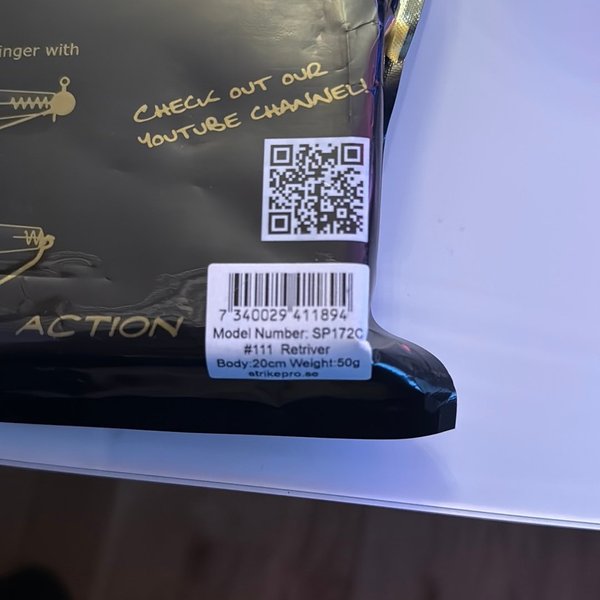 inger with
CHECK OUT OUR
YOUTUBE CHANNEL!
ACTION
7 340029 411894
Model Number: SP172C
#111 Retriver
Body:20cm Weight:50g
strikepro.se